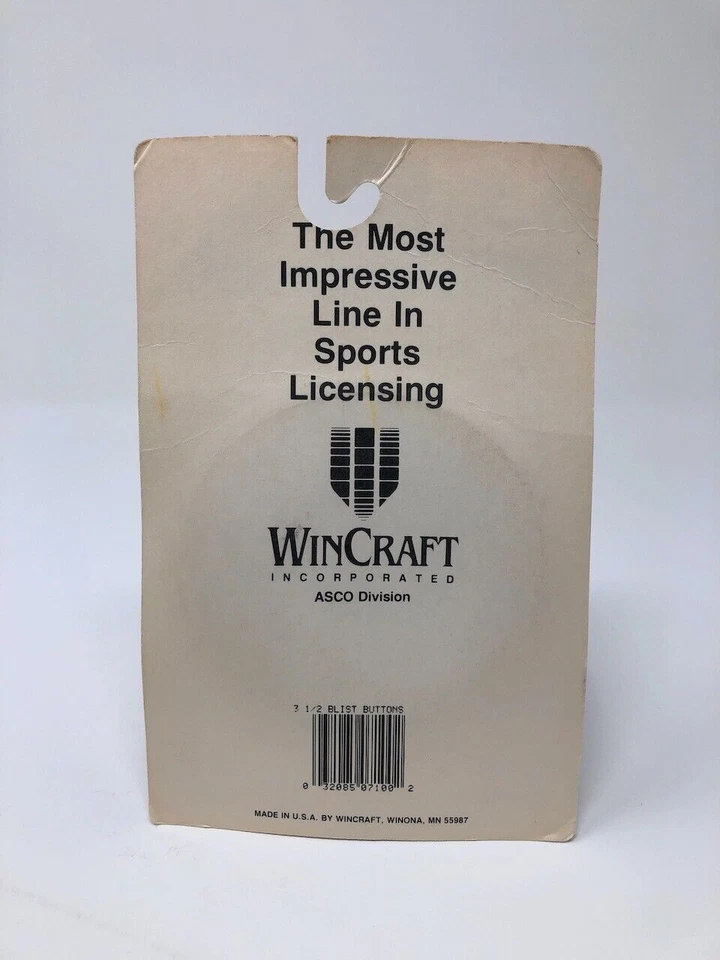 The Most
Impressive
Line In
Sports
Licensing
WINCRAFT
INCORPORATED
ASCO Division
3 1/2 BLIST BUTTONS
0 32085 07100 2
MADE IN U.S.A. BY WINCRAFT, WINONA, MN 55987